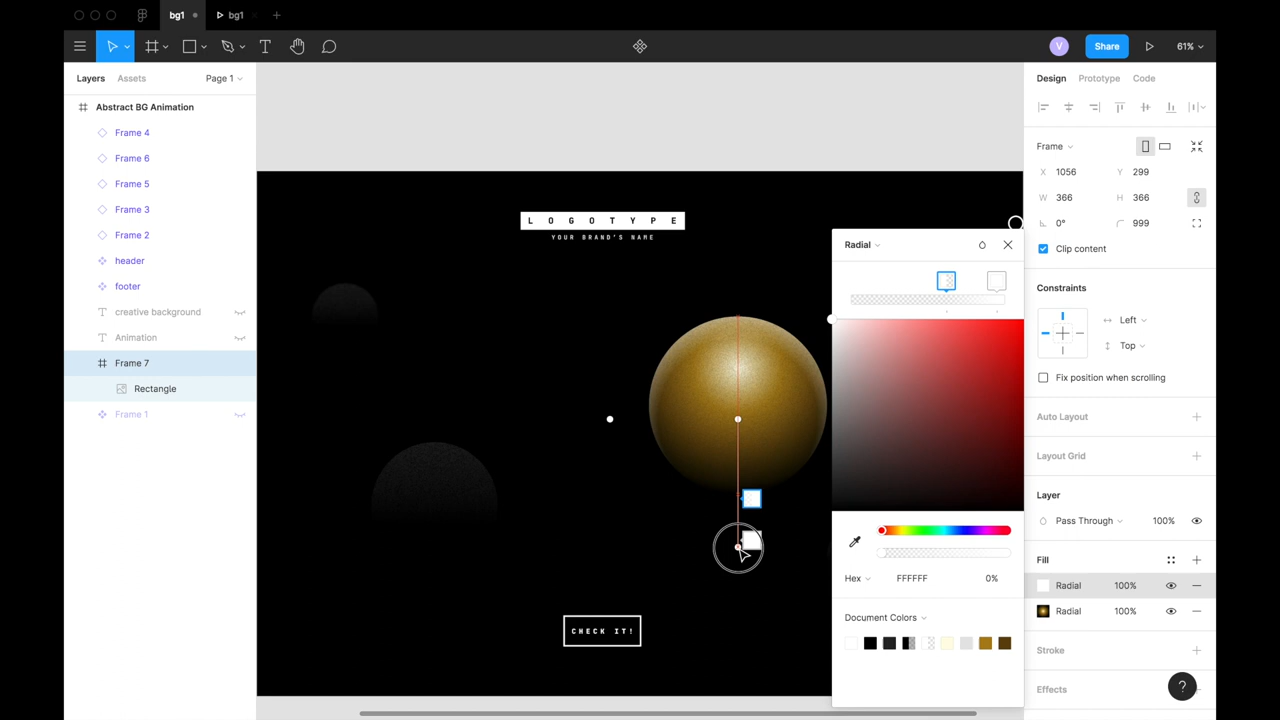 bg1
bg1
V
Share
61%
Layers
Assets
Page 1
Abstract BG Animation
Frame 4
Frame 6
Frame 5
Frame 3
Frame 2
header
footer
creative background
Animation
Frame 7
Rectangle
Frame 1
L O G O T Y P E
YOUR BRAND'S NAME
CHECK IT!
Radial
Hex
FFFFFF
0%
Document Colors
Design
Prototype
Code
Frame
X 1056
Y 299
W 366
H 366
0°
999
Clip content
Constraints
Left
Top
Fix position when scrolling
Auto Layout
Layout Grid
Layer
Pass Through
100%
Fill
Radial 100%
Radial 100%
Stroke
Effects
?